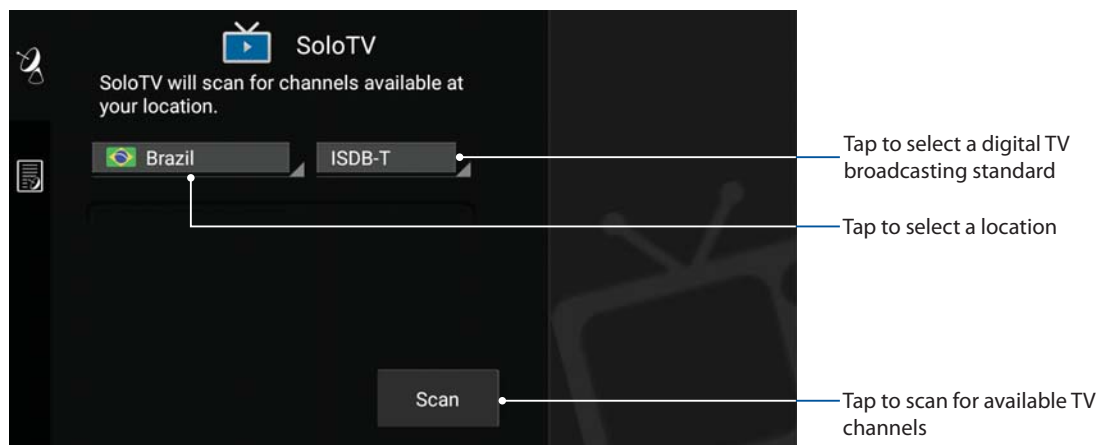 SoloTV
SoloTV will scan for channels available at
your location.
Brazil
ISDB-T
Tap to select a digital TV
broadcasting standard
Tap to select a location
Scan
Tap to scan for available TV
channels